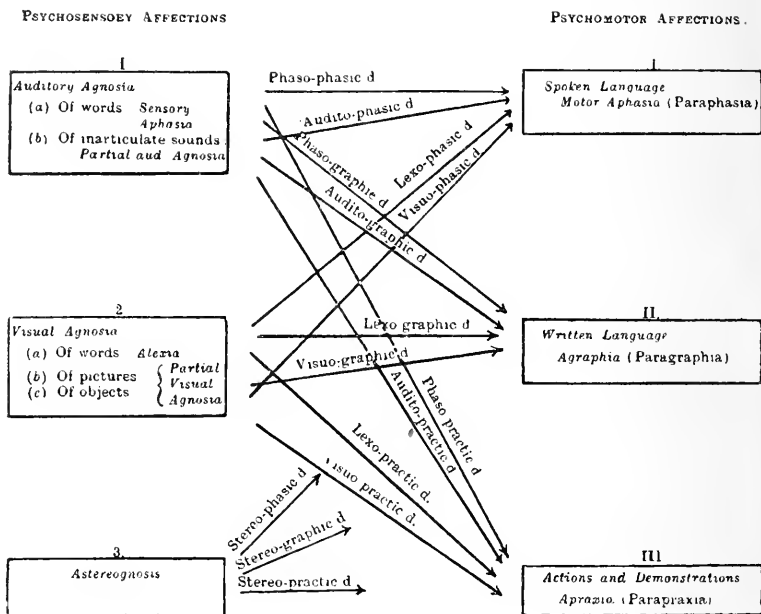 PSYCHOSENSORY AFFECTIONS
PSYCHOMOTOR AFFECTIONS.
1
Auditory Agnosia
(a) Of words Sensory
Aphasia
(b) Of inarticulate sounds
Partial aud Agnosia
Phaso-phasic d
Audito-phasic d
Phaso-graphic d
Audito-graphic d
Lexo-phasic d
Visuo-phasic d
I.
Spoken Language
Motor Aphasia (Paraphasia)
2
Visual Agnosia
(a) Of words Alexia
(b) Of pictures
(c) Of objects
Partial
Visual
Agnosia
Lexo graphic d
Visuo-graphic d
Phaso practic d
Audito-practic d
Lexo-practic d.
Visuo practic d.
II.
Written Language
Agraphia (Paragraphia)
3.
Astereognosis
Stereo-phasic d
Stereo-graphic d
Stereo-practic d
III
Actions and Demonstrations
Apraxia. (Parapraxia)